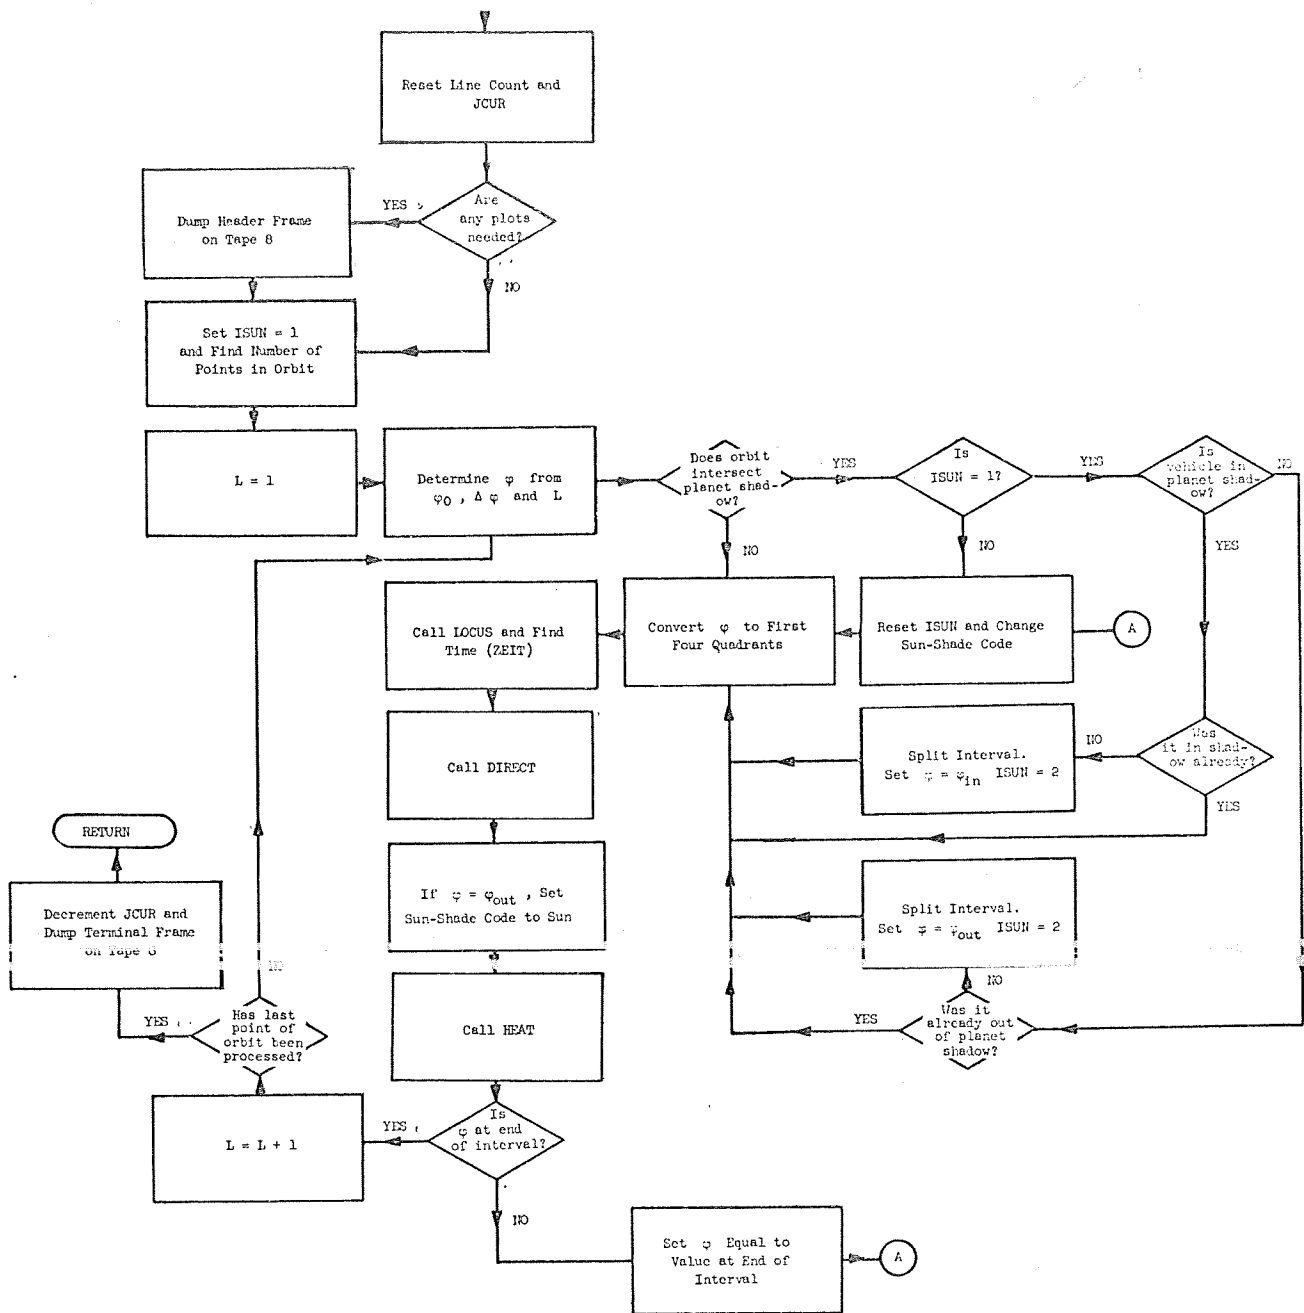 Reset Line Count and
JCUR
Are
any plots
needed?
YES
NO
Dump Header Frame
on Tape 8
Set ISUN = 1
and Find Number of
Points in Orbit
L = 1
Determine φ from
φ0 , Δ φ and L
Does orbit
intersect
planet shad-
ow?
YES
NO
Is
ISUN = 1?
YES
NO
Is
vehicle in
planet shad-
ow?
NO
YES
Call LOCUS and Find
Time (ZEIT)
Convert φ to First
Four Quadrants
Reset ISUN and Change
Sun-Shade Code
A
Call DIRECT
Split Interval.
Set φ = φin ISUN = 2
NO
Was
it in shad-
ow already?
YES
RETURN
If φ = φout , Set
Sun-Shade Code to Sun
Split Interval.
Set φ = φout ISUN = 2
Decrement JCUR and
Dump Terminal Frame
on Tape 8
NO
NO
YES
Has last
point of
orbit been
processed?
Call HEAT
YES
Was it
already out
of planet
shadow?
L = L + 1
YES
Is
φ at end
of interval?
NO
Set φ Equal to
Value at End of
Interval
A